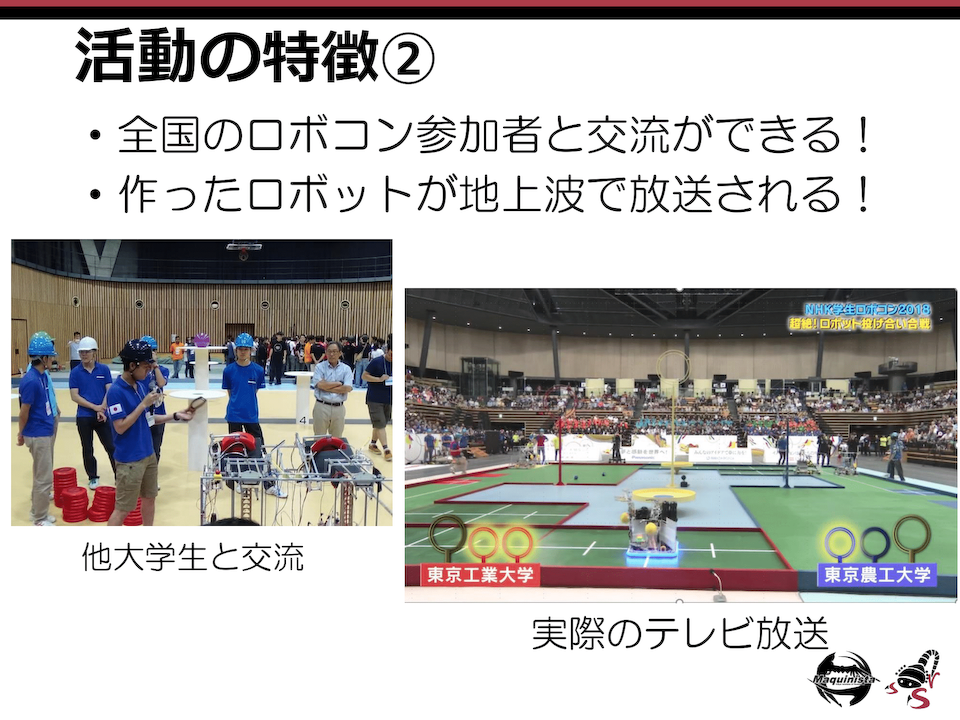 活動の特徴②
・全国のロボコン参加者と交流ができる！
・作ったロボットが地上波で放送される！
NHK学生ロボコン2018
超絶!ロボット投げ合い合戦
4
東京工業大学
東京農工大学
他大学生と交流
実際のテレビ放送
Maquinista
S S r